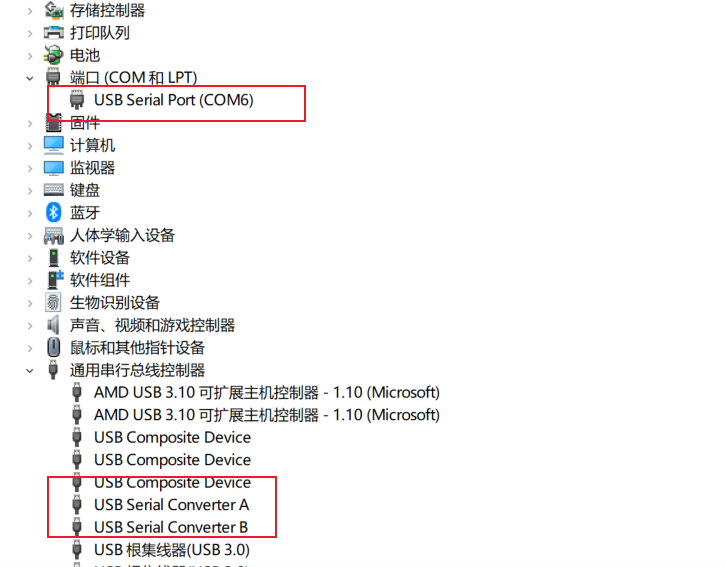 存储控制器
打印队列
电池
端口 (COM 和 LPT)
USB Serial Port (COM6)
固件
计算机
监视器
键盘
蓝牙
人体学输入设备
软件设备
软件组件
生物识别设备
声音、视频和游戏控制器
鼠标和其他指针设备
通用串行总线控制器
AMD USB 3.10 可扩展主机控制器 - 1.10 (Microsoft)
AMD USB 3.10 可扩展主机控制器 - 1.10 (Microsoft)
USB Composite Device
USB Composite Device
USB Composite Device
USB Serial Converter A
USB Serial Converter B
USB 根集线器(USB 3.0)